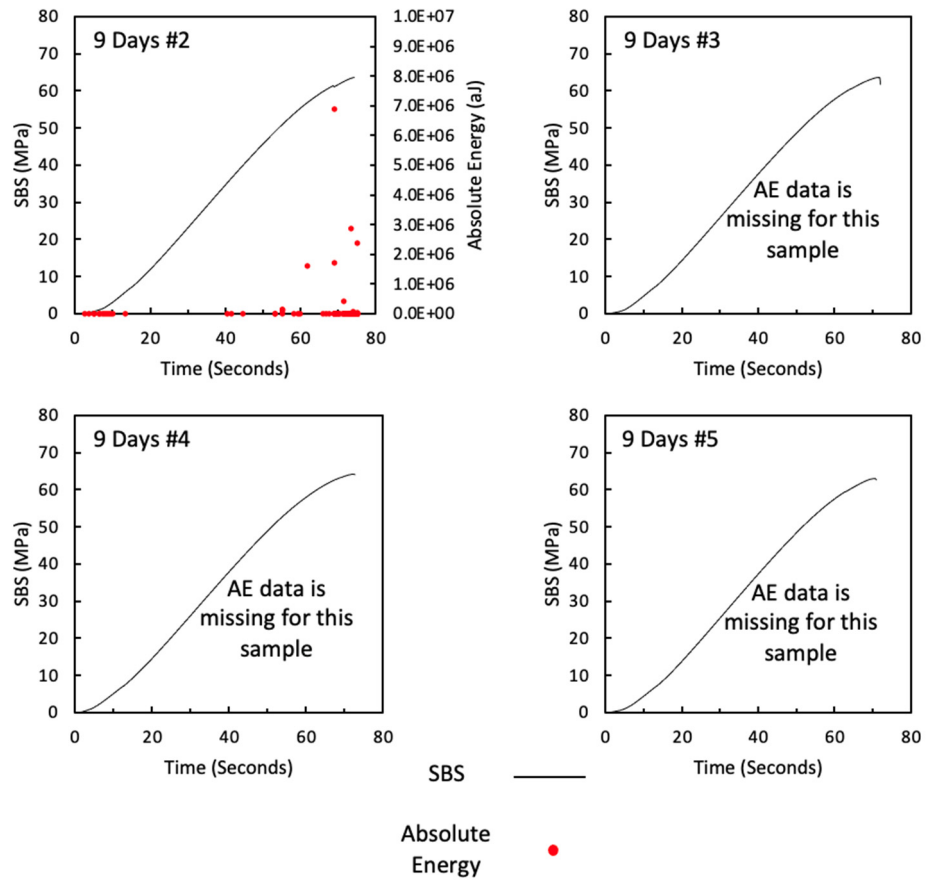 9 Days #2
80
70
60
50
40
30
20
10
0
SBS (MPa)
0 20 40 60 80
Time (Seconds)
1.0E+07
9.0E+06
8.0E+06
7.0E+06
6.0E+06
5.0E+06
4.0E+06
3.0E+06
2.0E+06
1.0E+06
0.0E+00
Absolute Energy (aJ)
9 Days #3
80
70
60
50
40
30
20
10
0
SBS (MPa)
AE data is
missing for this
sample
0 20 40 60 80
Time (Seconds)
9 Days #4
80
70
60
50
40
30
20
10
0
SBS (MPa)
AE data is
missing for this
sample
0 20 40 60 80
Time (Seconds)
9 Days #5
80
70
60
50
40
30
20
10
0
SBS (MPa)
AE data is
missing for this
sample
0 20 40 60 80
Time (Seconds)
SBS
Absolute
Energy